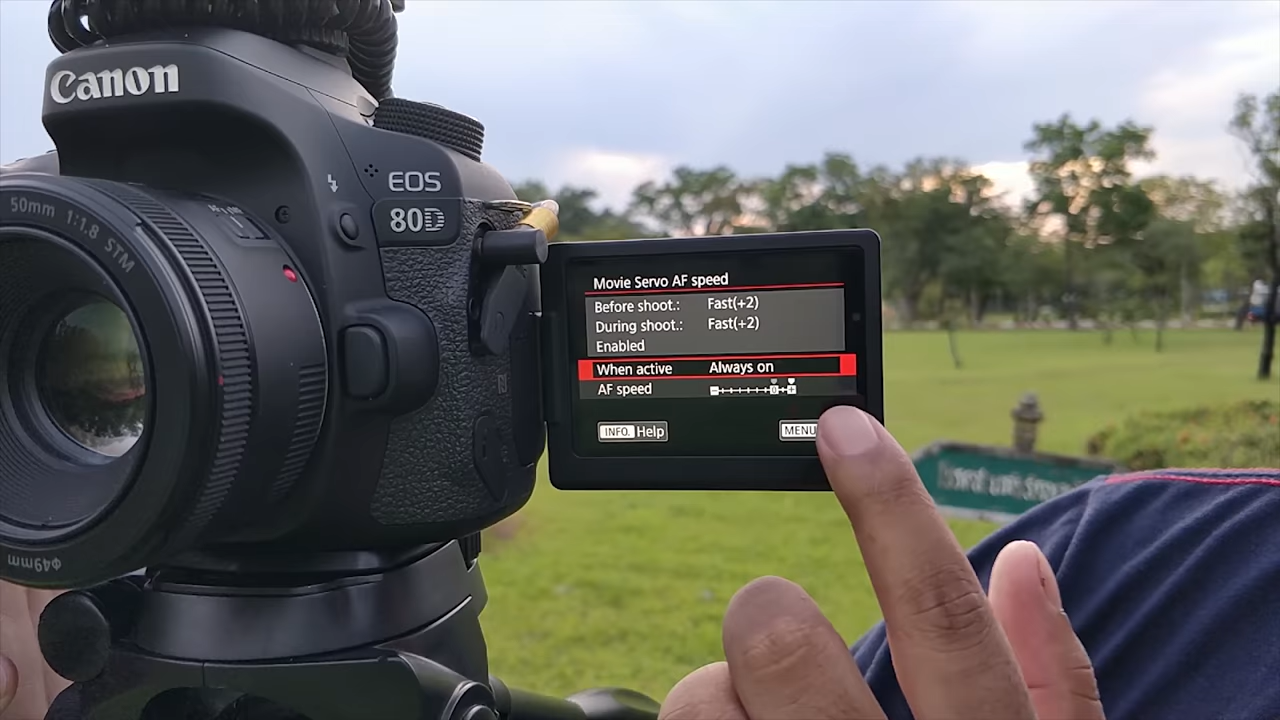 Canon
EOS
80D
50mm 1:1.8 STM
φ49mm
Movie Servo AF speed
Before shoot.: Fast(+2)
During shoot.: Fast(+2)
Enabled
When active Always on
AF speed
INFO. Help
MENU